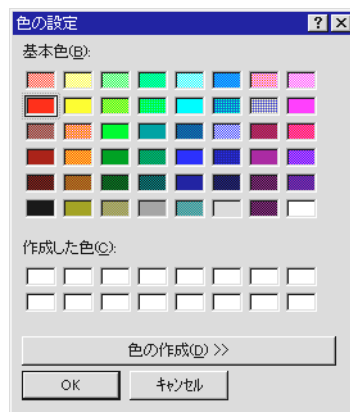 色の設定
基本色(B):
作成した色(C):
色の作成(D) >>
OK
キャンセル